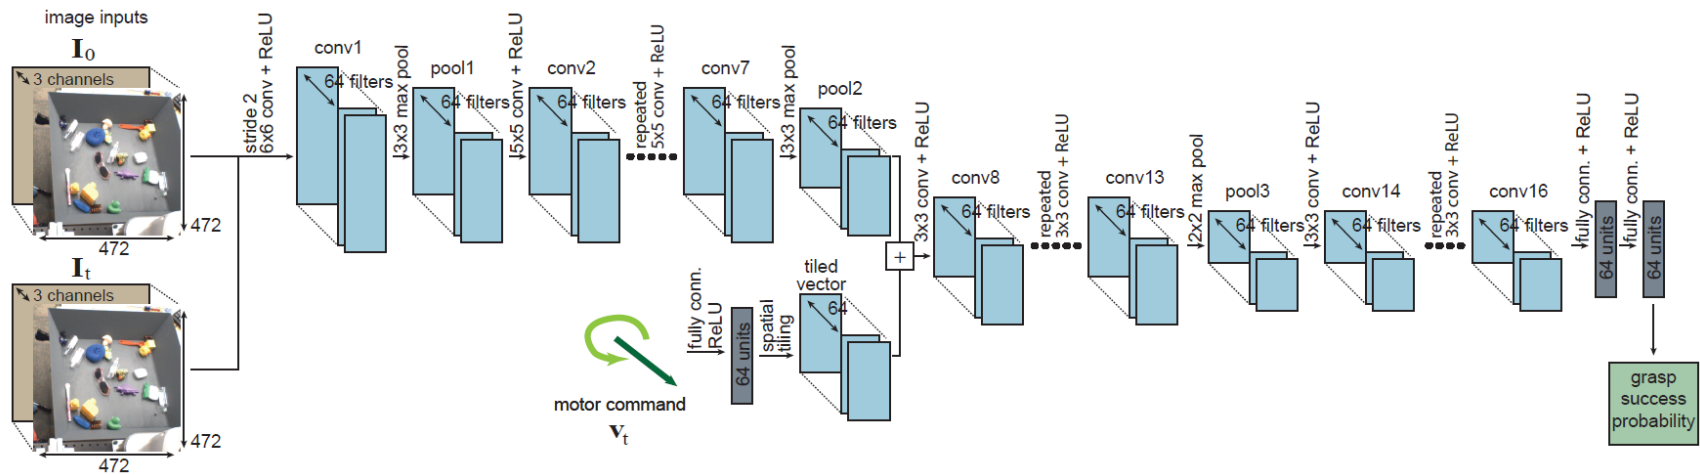 image inputs
I0
3 channels
472
472
It
3 channels
472
472
stride 2
6x6 conv + ReLU
conv1
64 filters
3x3 max pool
pool1
64 filters
5x5 conv + ReLU
conv2
64 filters
repeated
5x5 conv + ReLU
conv7
64 filters
3x3 max pool
pool2
64 filters
motor command
vt
fully conn.
ReLU
64 units
spatial
tiling
tiled
vector
64
+
3x3 conv + ReLU
conv8
64 filters
repeated
3x3 conv + ReLU
conv13
64 filters
2x2 max pool
pool3
64 filters
3x3 conv + ReLU
conv14
64 filters
repeated
3x3 conv + ReLU
conv16
64 filters
fully conn. + ReLU
64 units
fully conn. + ReLU
64 units
grasp
success
probability